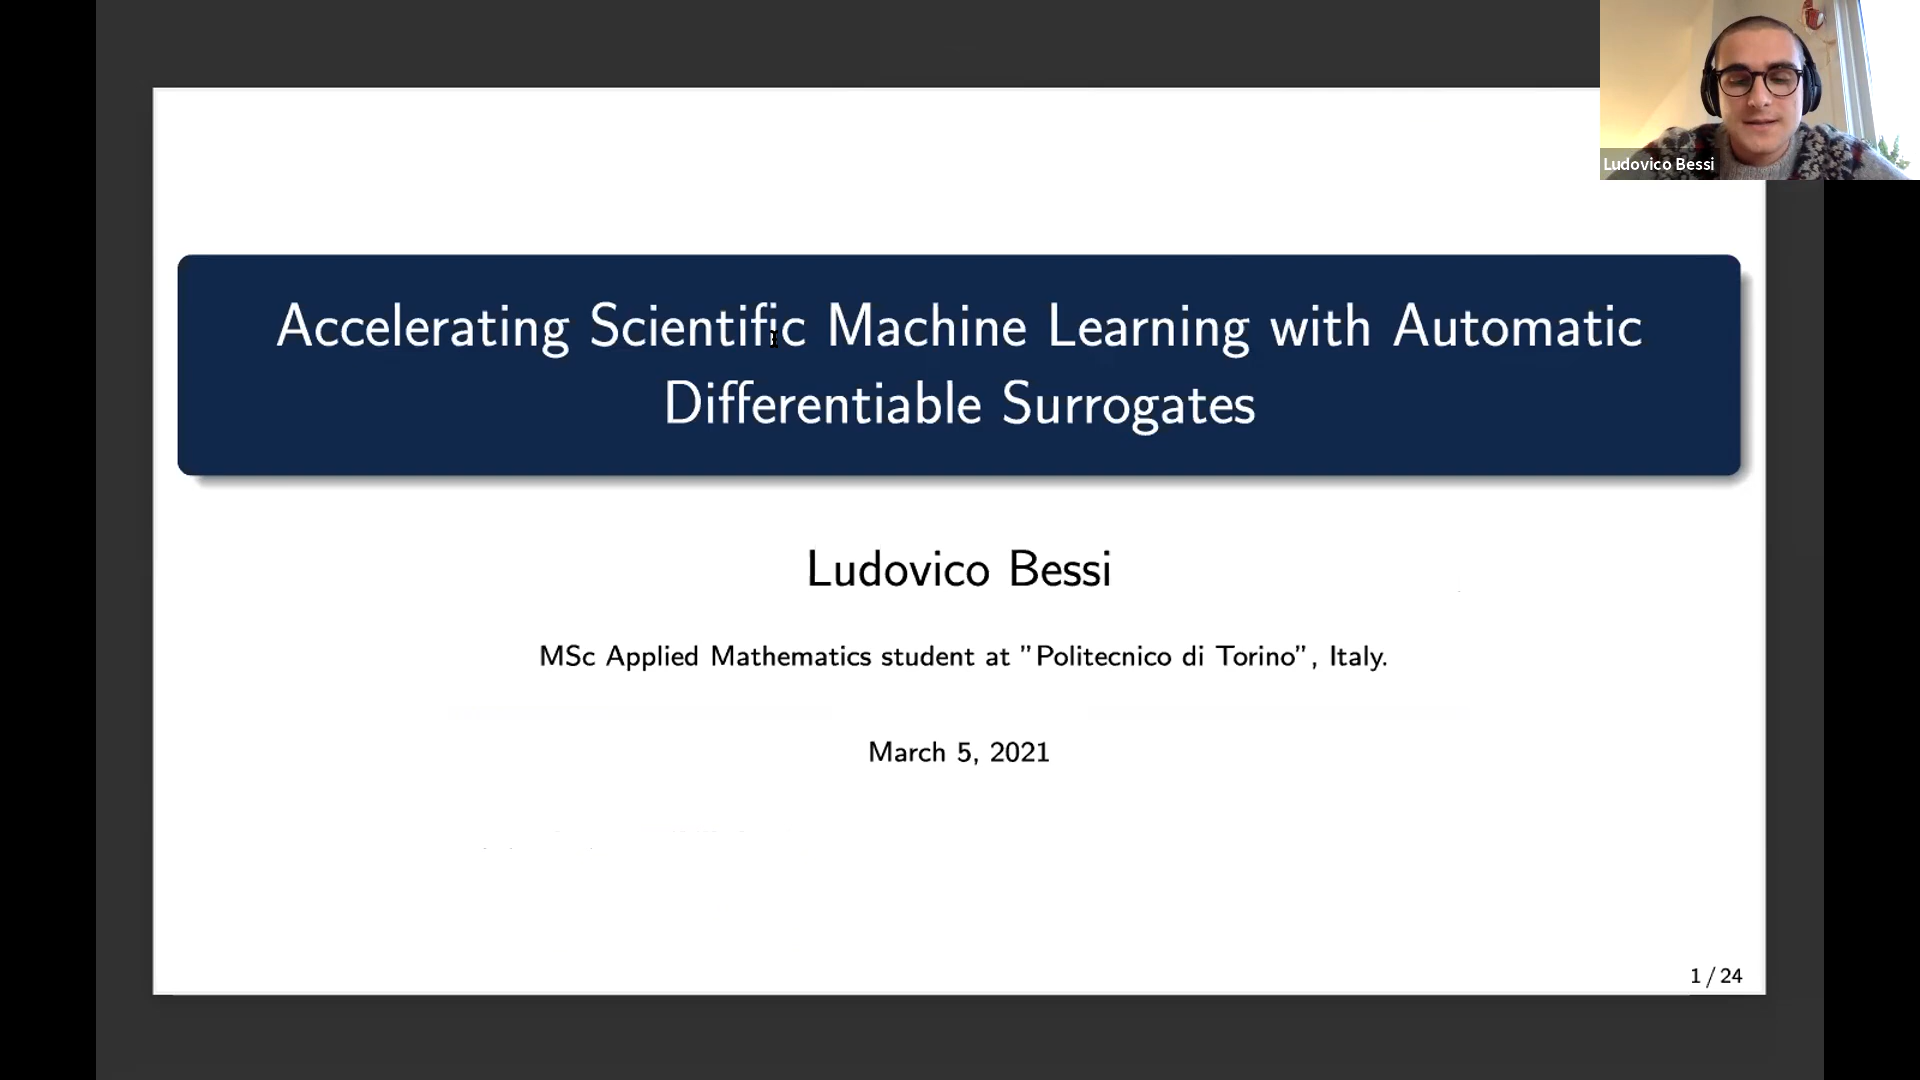 Ludovico Bessi
Accelerating Scientific Machine Learning with Automatic
Differentiable Surrogates
Ludovico Bessi
MSc Applied Mathematics student at "Politecnico di Torino", Italy.
March 5, 2021
1 / 24